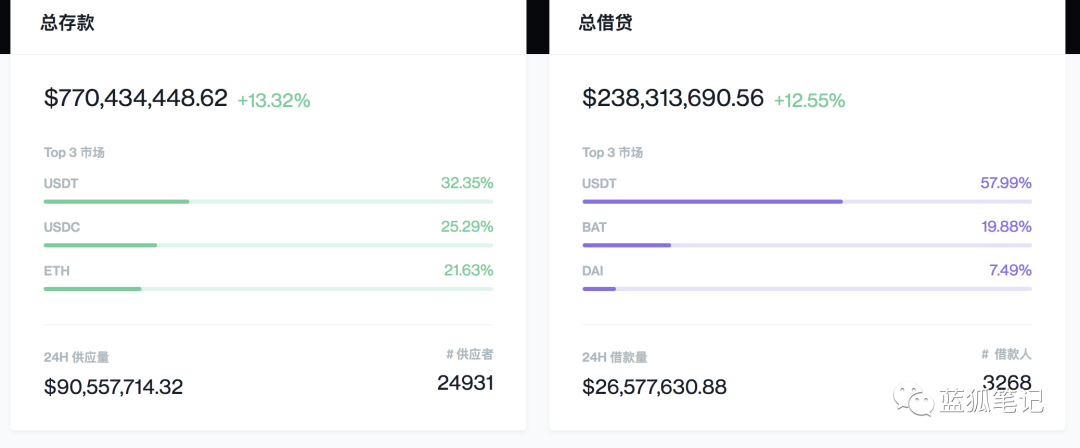 总存款
$770,434,448.62 +13.32%
Top 3 市场
USDT 32.35%
USDC 25.29%
ETH 21.63%
24H 供应量 # 供应者
$90,557,714.32 24931
总借贷
$238,313,690.56 +12.55%
Top 3 市场
USDT 57.99%
BAT 19.88%
DAI 7.49%
24H 借款量 # 借款人
$26,577,630.88 3268
蓝狐笔记